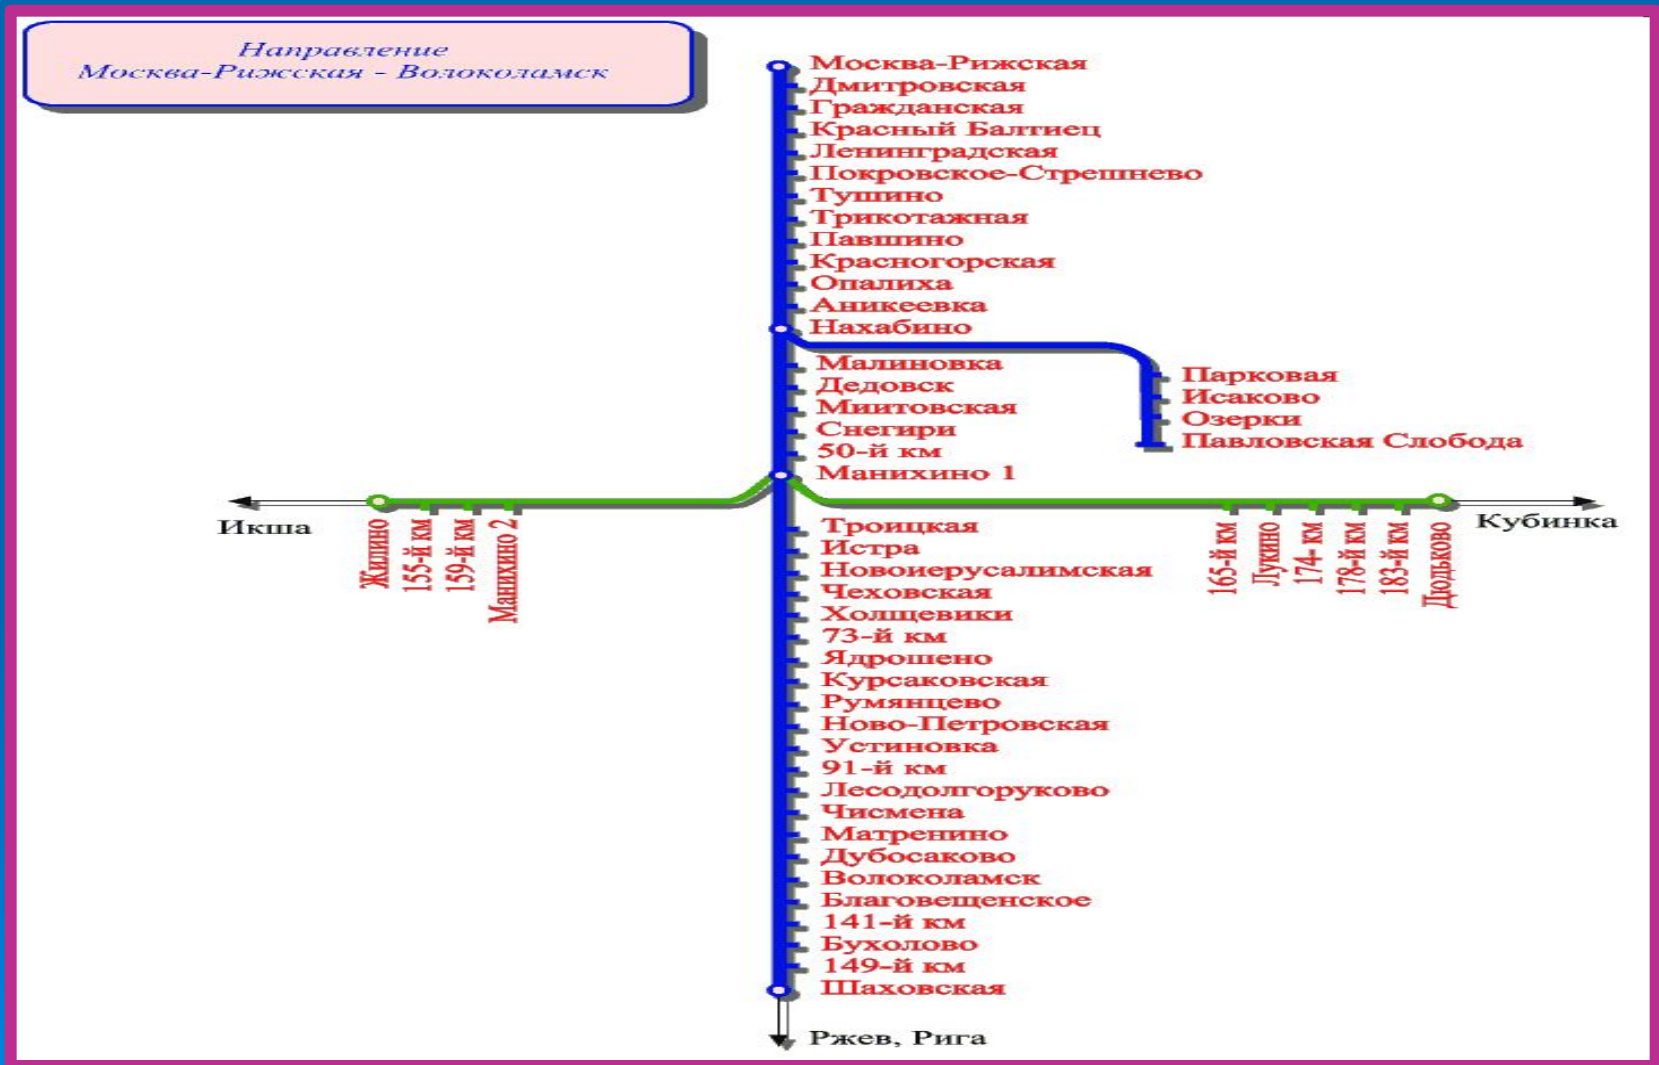 Направление
Москва-Рижская - Волоколамск
Москва-Рижская
Дмитровская
Гражданская
Красный Балтиец
Ленинградская
Покровское-Стрешнево
Тушино
Трикотажная
Павшино
Красногорская
Опалиха
Аникеевка
Нахабино
Малиновка
Дедовск
Миитовская
Снегири
50-й км
Манихино 1
Парковая
Исаково
Озерки
Павловская Слобода
Икша
Жилино
155-й км
159-й км
Манихино 2
165-й км
Лукино
174- км
178-й км
183-й км
Дюдьково
Кубинка
Троицкая
Истра
Новоиерусалимская
Чеховская
Холщевики
73-й км
Ядрошено
Курсаковская
Румянцево
Ново-Петровская
Устиновка
91-й км
Лесодолгоруково
Чисмена
Матренино
Дубосаково
Волоколамск
Благовещенское
141-й км
Бухолово
149-й км
Шаховская
Ржев, Рига